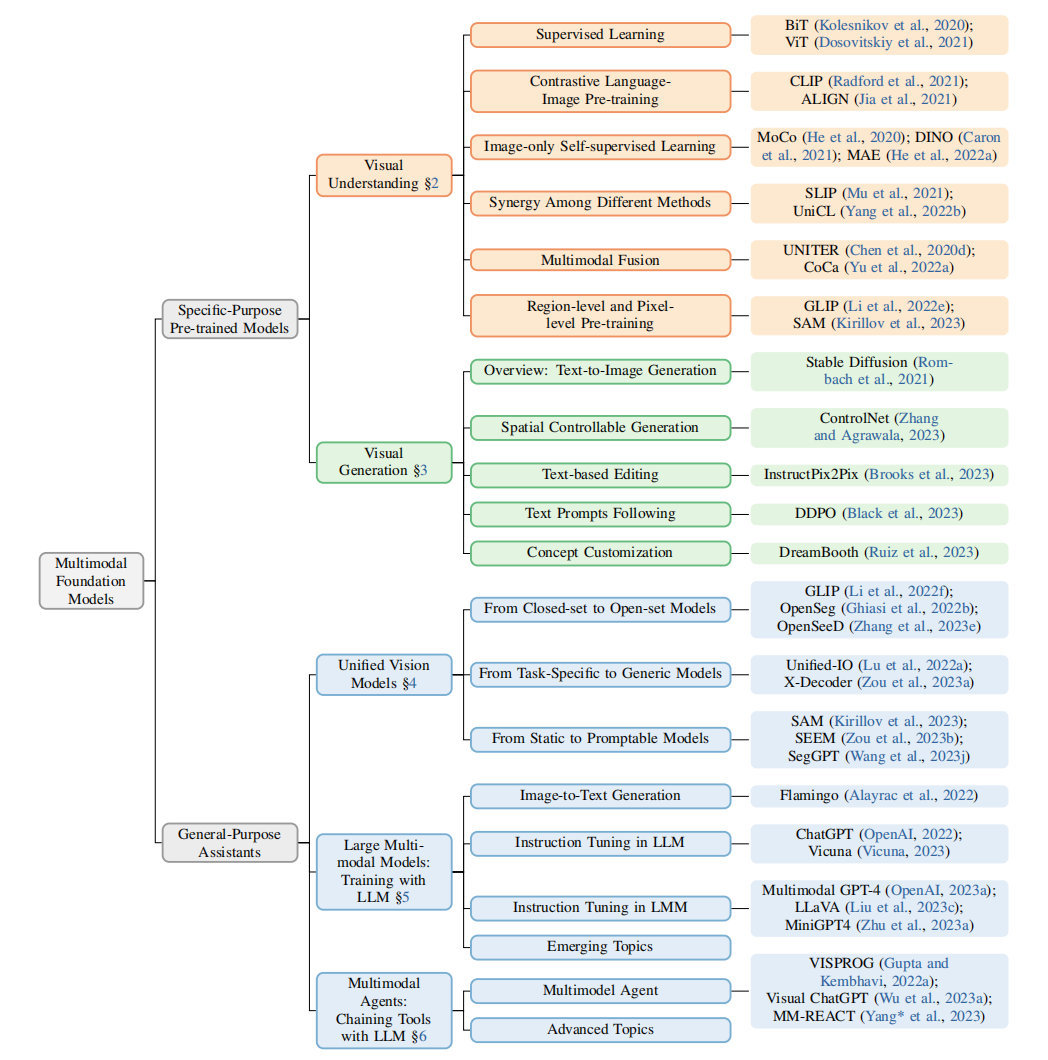 Multimodal
Foundation
Models
Specific-Purpose
Pre-trained Models
Visual
Understanding §2
Supervised Learning
BiT (Kolesnikov et al., 2020);
ViT (Dosovitskiy et al., 2021)
Contrastive Language-
Image Pre-training
CLIP (Radford et al., 2021);
ALIGN (Jia et al., 2021)
Image-only Self-supervised Learning
MoCo (He et al., 2020); DINO (Caron
et al., 2021); MAE (He et al., 2022a)
Synergy Among Different Methods
SLIP (Mu et al., 2021);
UniCL (Yang et al., 2022b)
Multimodal Fusion
UNITER (Chen et al., 2020d);
CoCa (Yu et al., 2022a)
Region-level and Pixel-
level Pre-training
GLIP (Li et al., 2022e);
SAM (Kirillov et al., 2023)
Visual
Generation §3
Overview: Text-to-Image Generation
Stable Diffusion (Rom-
bach et al., 2021)
Spatial Controllable Generation
ControlNet (Zhang
and Agrawala, 2023)
Text-based Editing
InstructPix2Pix (Brooks et al., 2023)
Text Prompts Following
DDPO (Black et al., 2023)
Concept Customization
DreamBooth (Ruiz et al., 2023)
General-Purpose
Assistants
Unified Vision
Models §4
From Closed-set to Open-set Models
GLIP (Li et al., 2022f);
OpenSeg (Ghiasi et al., 2022b);
OpenSeeD (Zhang et al., 2023e)
From Task-Specific to Generic Models
Unified-IO (Lu et al., 2022a);
X-Decoder (Zou et al., 2023a)
From Static to Promptable Models
SAM (Kirillov et al., 2023);
SEEM (Zou et al., 2023b);
SegGPT (Wang et al., 2023j)
Large Multi-
modal Models:
Training with
LLM §5
Image-to-Text Generation
Flamingo (Alayrac et al., 2022)
Instruction Tuning in LLM
ChatGPT (OpenAI, 2022);
Vicuna (Vicuna, 2023)
Instruction Tuning in LMM
Multimodal GPT-4 (OpenAI, 2023a);
LLaVA (Liu et al., 2023c);
MiniGPT4 (Zhu et al., 2023a)
Emerging Topics
Multimodal
Agents:
Chaining Tools
with LLM §6
Multimodel Agent
VISPROG (Gupta and
Kembhavi, 2022a);
Visual ChatGPT (Wu et al., 2023a);
MM-REACT (Yang* et al., 2023)
Advanced Topics